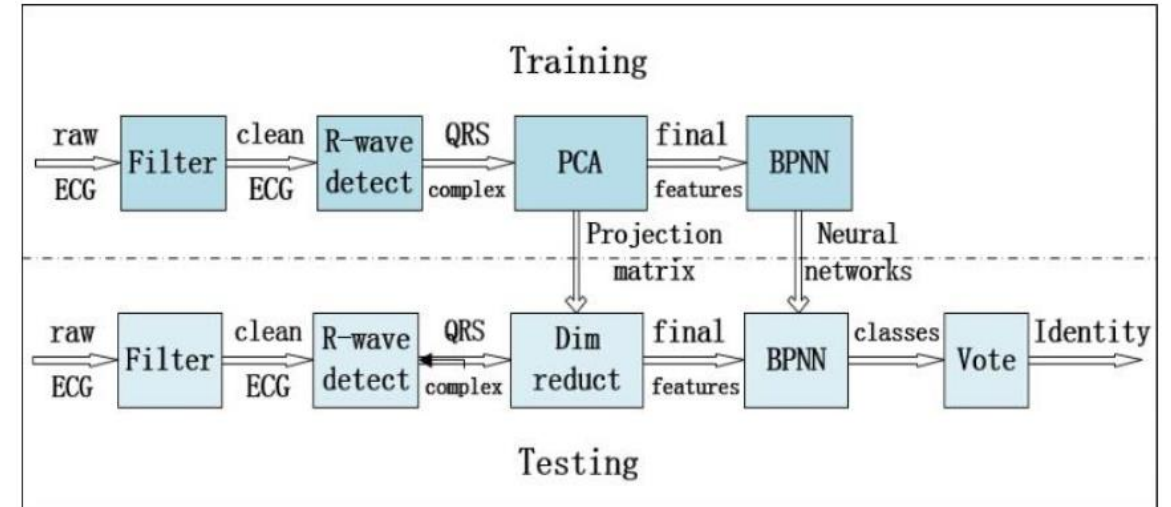 Training
raw
ECG
Filter
clean
ECG
R-wave
detect
QRS
complex
PCA
final
features
BPNN
Projection
matrix
Neural
networks
raw
ECG
Filter
clean
ECG
R-wave
detect
QRS
complex
Dim
reduct
final
features
BPNN
classes
Vote
Identity
Testing